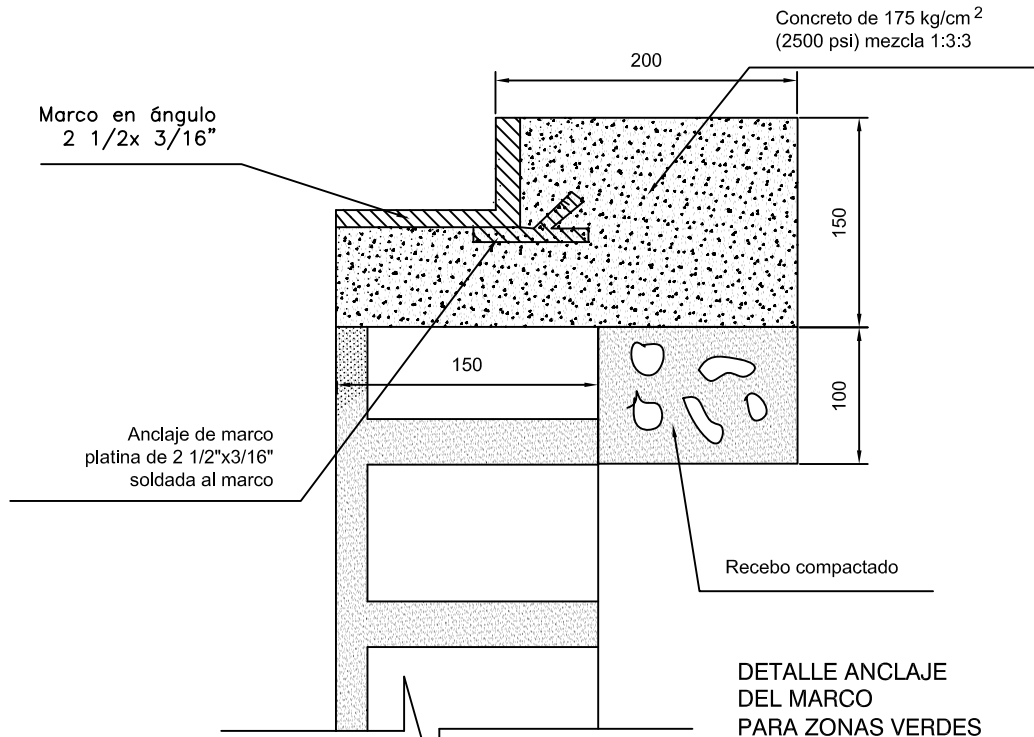 Concreto de 175 kg/cm²
(2500 psi) mezcla 1:3:3
200
Marco en ángulo
2 1/2x 3/16”
150
150
100
Anclaje de marco
platina de 2 1/2"x3/16"
soldada al marco
Recebo compactado
DETALLE ANCLAJE
DEL MARCO
PARA ZONAS VERDES